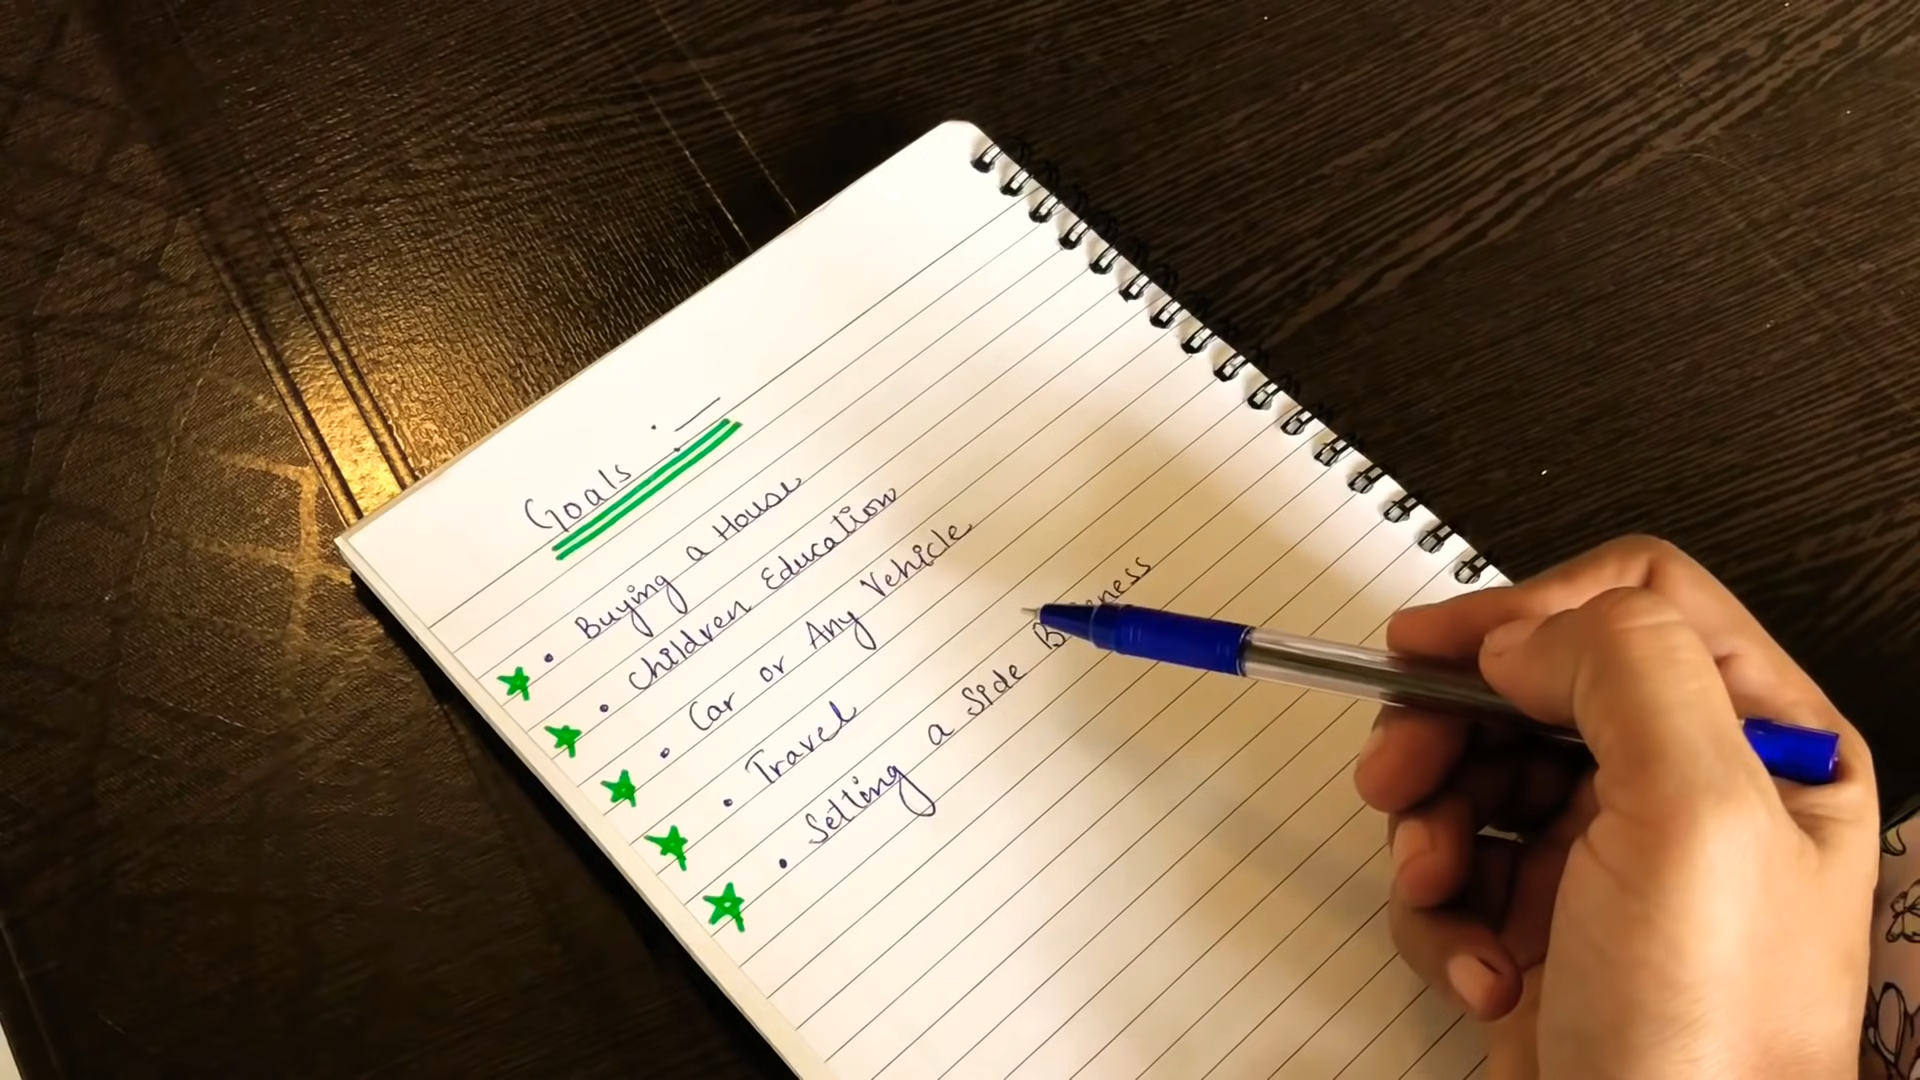 Goals :-
• Buying a House
• Children Education
• Car or Any Vehicle
• Travel
• Setting a Side